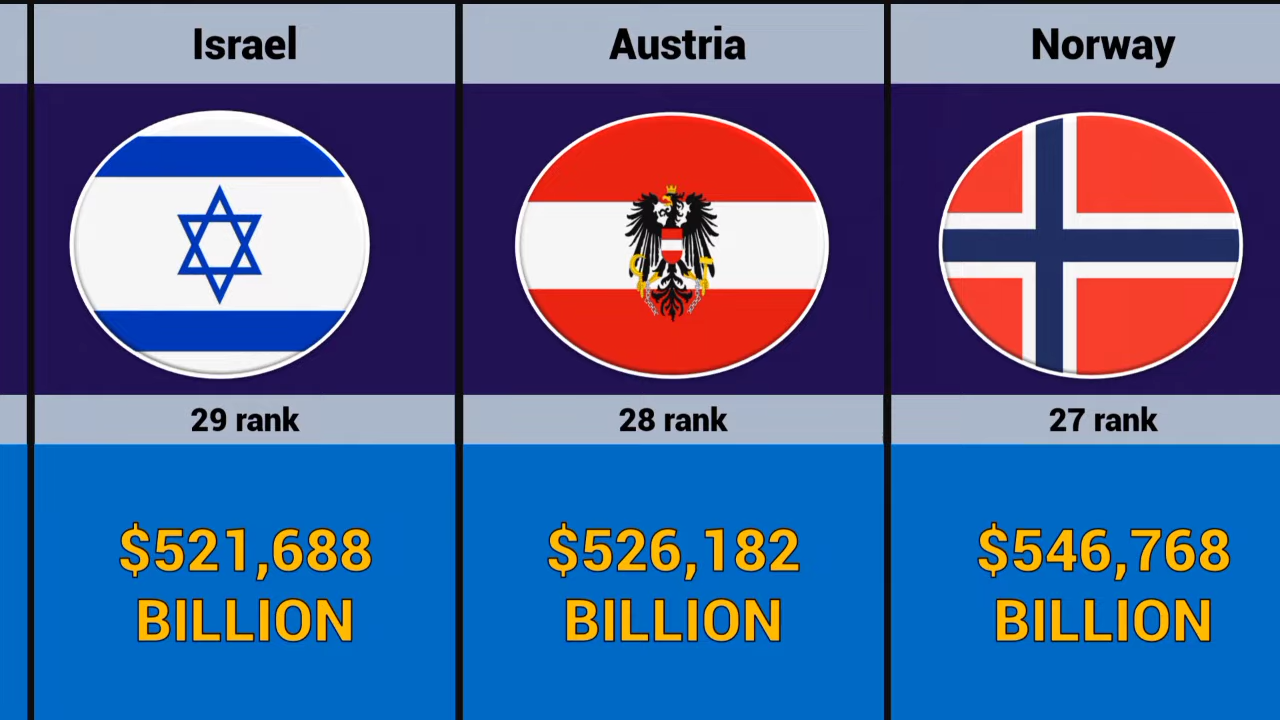 Israel
29 rank
$521,688
BILLION
Austria
28 rank
$526,182
BILLION
Norway
27 rank
$546,768
BILLION